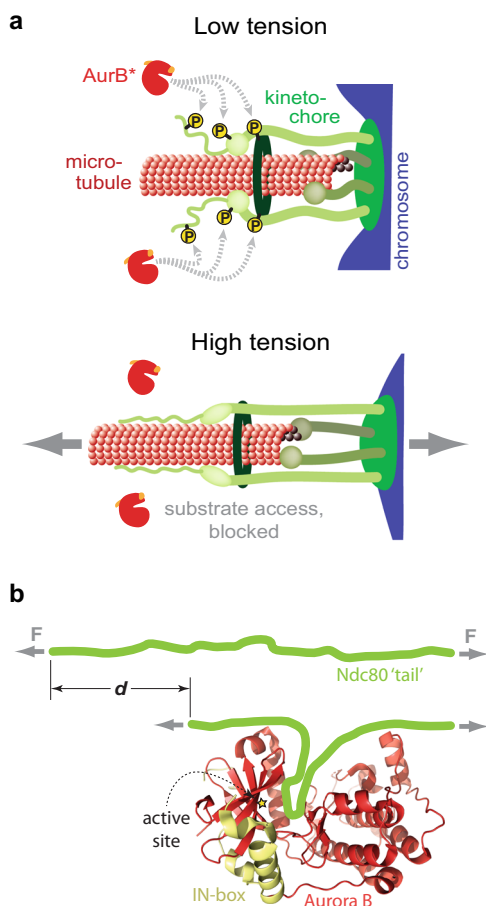 a
Low tension
AurB*
kineto-
chore
P
P
P
micro-
tubule
chromosome
P
P
P
High tension
substrate access,
blocked
b
F
F
Ndc80 'tail'
d
active
site
IN-box
Aurora B